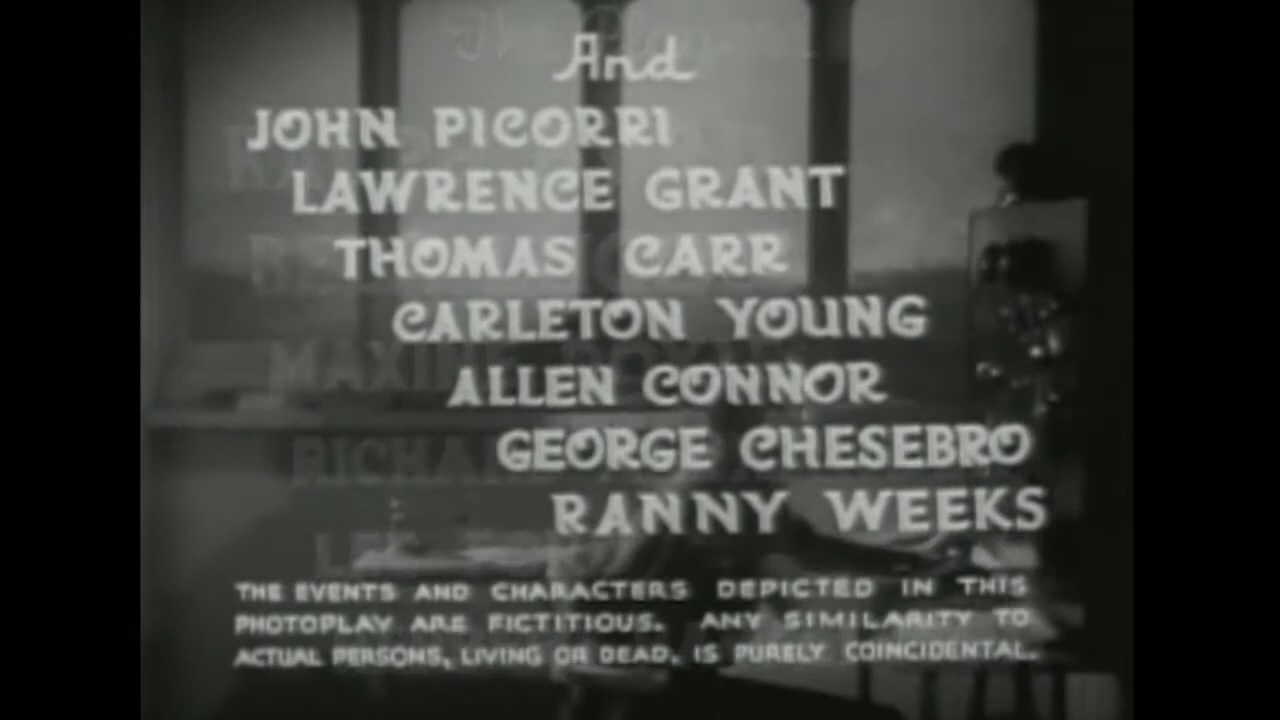 And
JOHN PICORRI
LAWRENCE GRANT
THOMAS CARR
CARLETON YOUNG
ALLEN CONNOR
GEORGE CHESEBRO
RANNY WEEKS
THE EVENTS AND CHARACTERS DEPICTED IN THIS
PHOTOPLAY ARE FICTITIOUS. ANY SIMILARITY TO
ACTUAL PERSONS, LIVING OR DEAD, IS PURELY COINCIDENTAL.